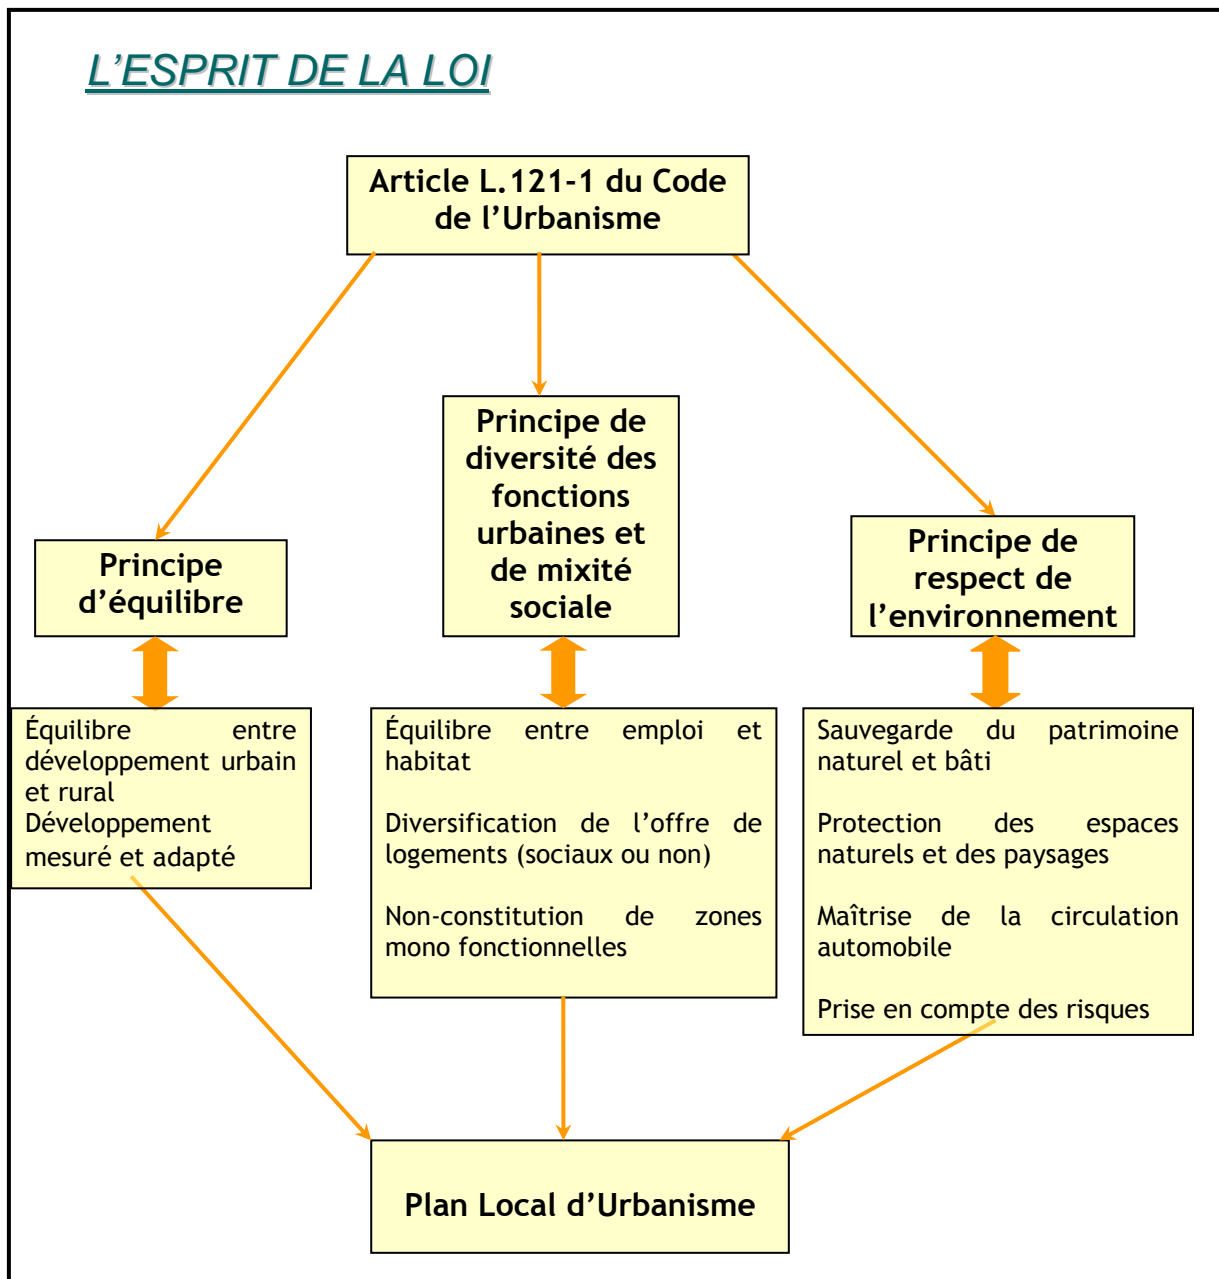 L’ESPRIT DE LA LOI
Article L.121-1 du Code
de l’Urbanisme
Principe
d’équilibre
Principe de
diversité des
fonctions
urbaines et
de mixité
sociale
Principe de
respect de
l’environnement
Équilibre entre
développement urbain
et rural
Développement
mesuré et adapté
Équilibre entre emploi et
habitat
Diversification de l’offre de
logements (sociaux ou non)
Non-constitution de zones
mono fonctionnelles
Sauvegarde du patrimoine
naturel et bâti
Protection des espaces
naturels et des paysages
Maîtrise de la circulation
automobile
Prise en compte des risques
Plan Local d’Urbanisme